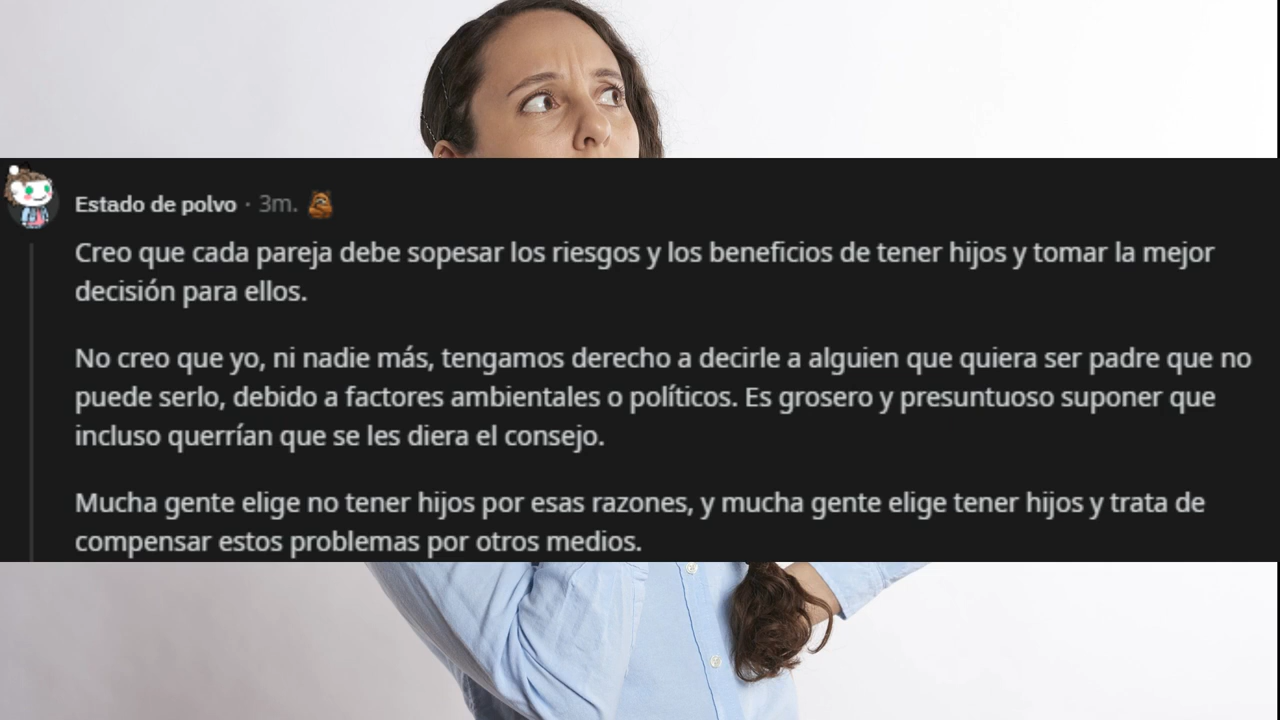 Estado de polvo · 3m.
Creo que cada pareja debe sopesar los riesgos y los beneficios de tener hijos y tomar la mejor
decisión para ellos.
No creo que yo, ni nadie más, tengamos derecho a decirle a alguien que quiera ser padre que no
puede serlo, debido a factores ambientales o políticos. Es grosero y presuntuoso suponer que
incluso querrían que se les diera el consejo.
Mucha gente elige no tener hijos por esas razones, y mucha gente elige tener hijos y trata de
compensar estos problemas por otros medios.